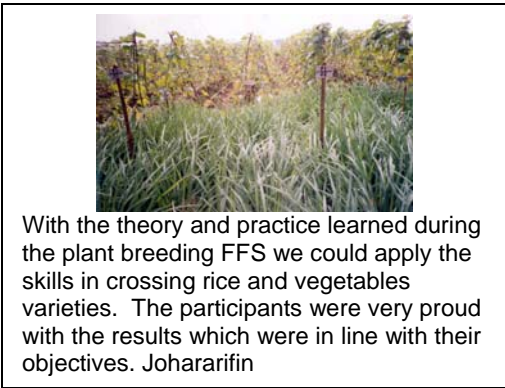 With the theory and practice learned during
the plant breeding FFS we could apply the
skills in crossing rice and vegetables
varieties.  The participants were very proud
with the results which were in line with their
objectives. Johararifin